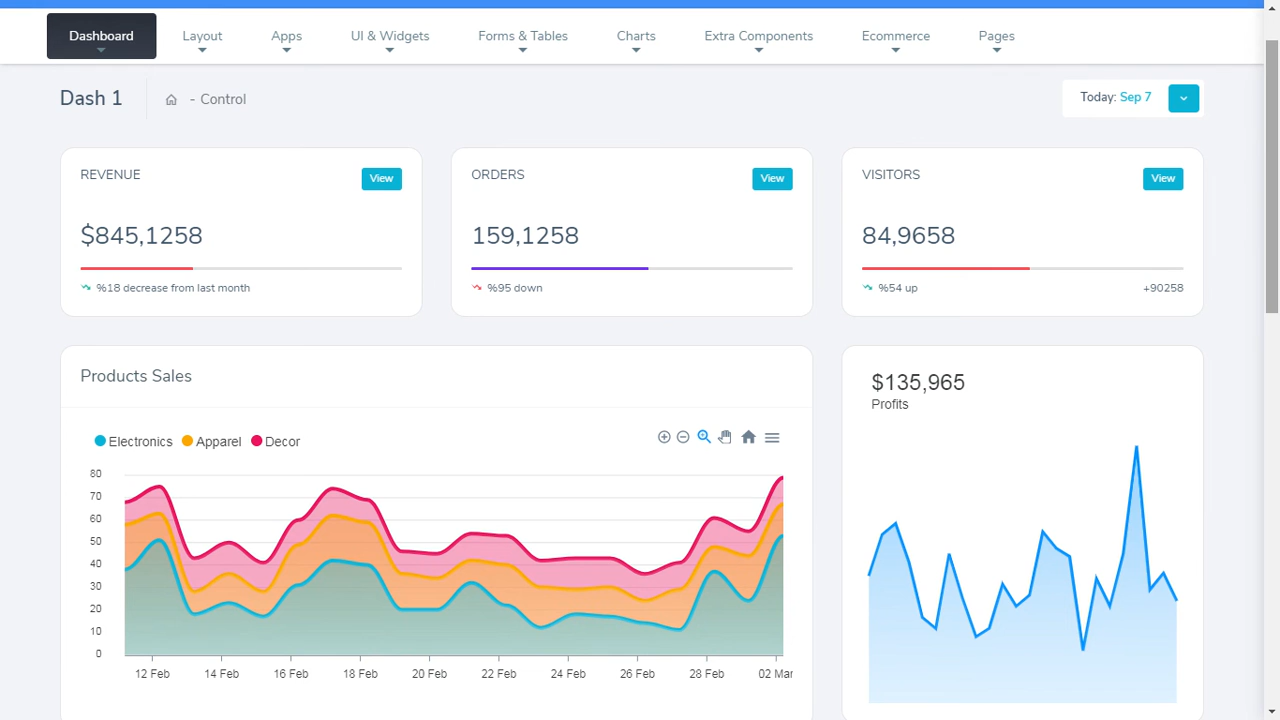 Dashboard Layout Apps UI & Widgets Forms & Tables Charts Extra Components Ecommerce Pages
Dash 1 - Control Today: Sep 7
REVENUE View
$845,1258
%18 decrease from last month
ORDERS View
159,1258
%95 down
VISITORS View
84,9658
%54 up +90258
Products Sales
Electronics Apparel Decor
80
70
60
50
40
30
20
10
0
12 Feb 14 Feb 16 Feb 18 Feb 20 Feb 22 Feb 24 Feb 26 Feb 28 Feb 02 Mar
$135,965
Profits